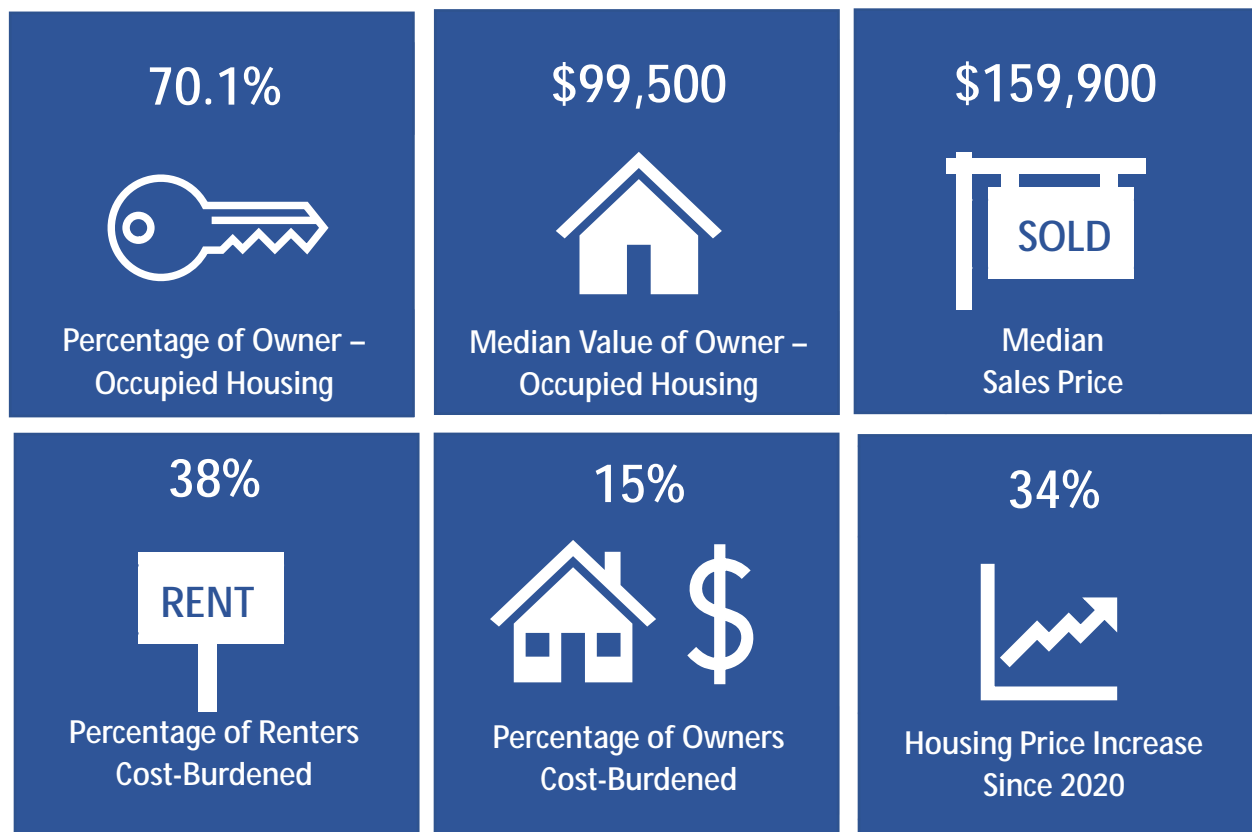 70.1%
Percentage of Owner –
Occupied Housing
$99,500
Median Value of Owner –
Occupied Housing
$159,900
SOLD
Median
Sales Price
38%
RENT
Percentage of Renters
Cost-Burdened
15%
$
Percentage of Owners
Cost-Burdened
34%
Housing Price Increase
Since 2020